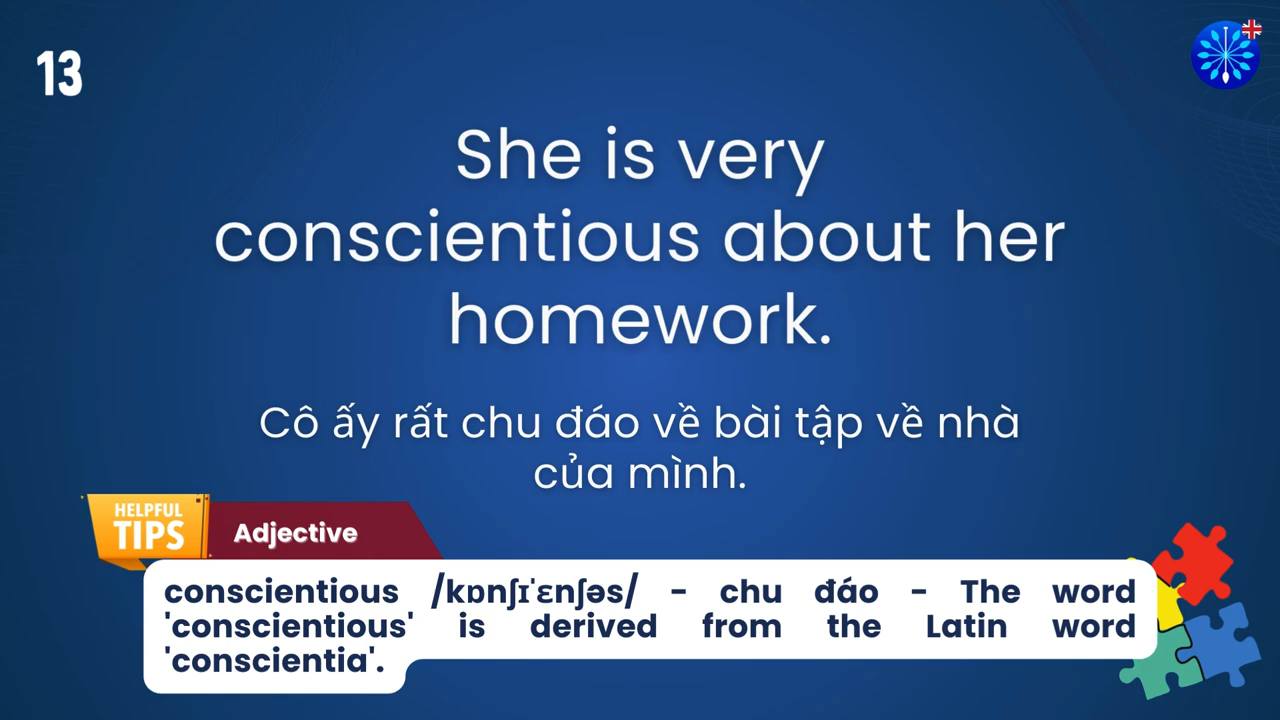 13
She is very
conscientious about her
homework.
Cô ấy rất chu đáo về bài tập về nhà
của mình.
HELPFUL
TIPS
Adjective
conscientious /kɒnʃɪˈɛnʃəs/ - chu đáo - The word
'conscientious' is derived from the Latin word
'conscientia'.